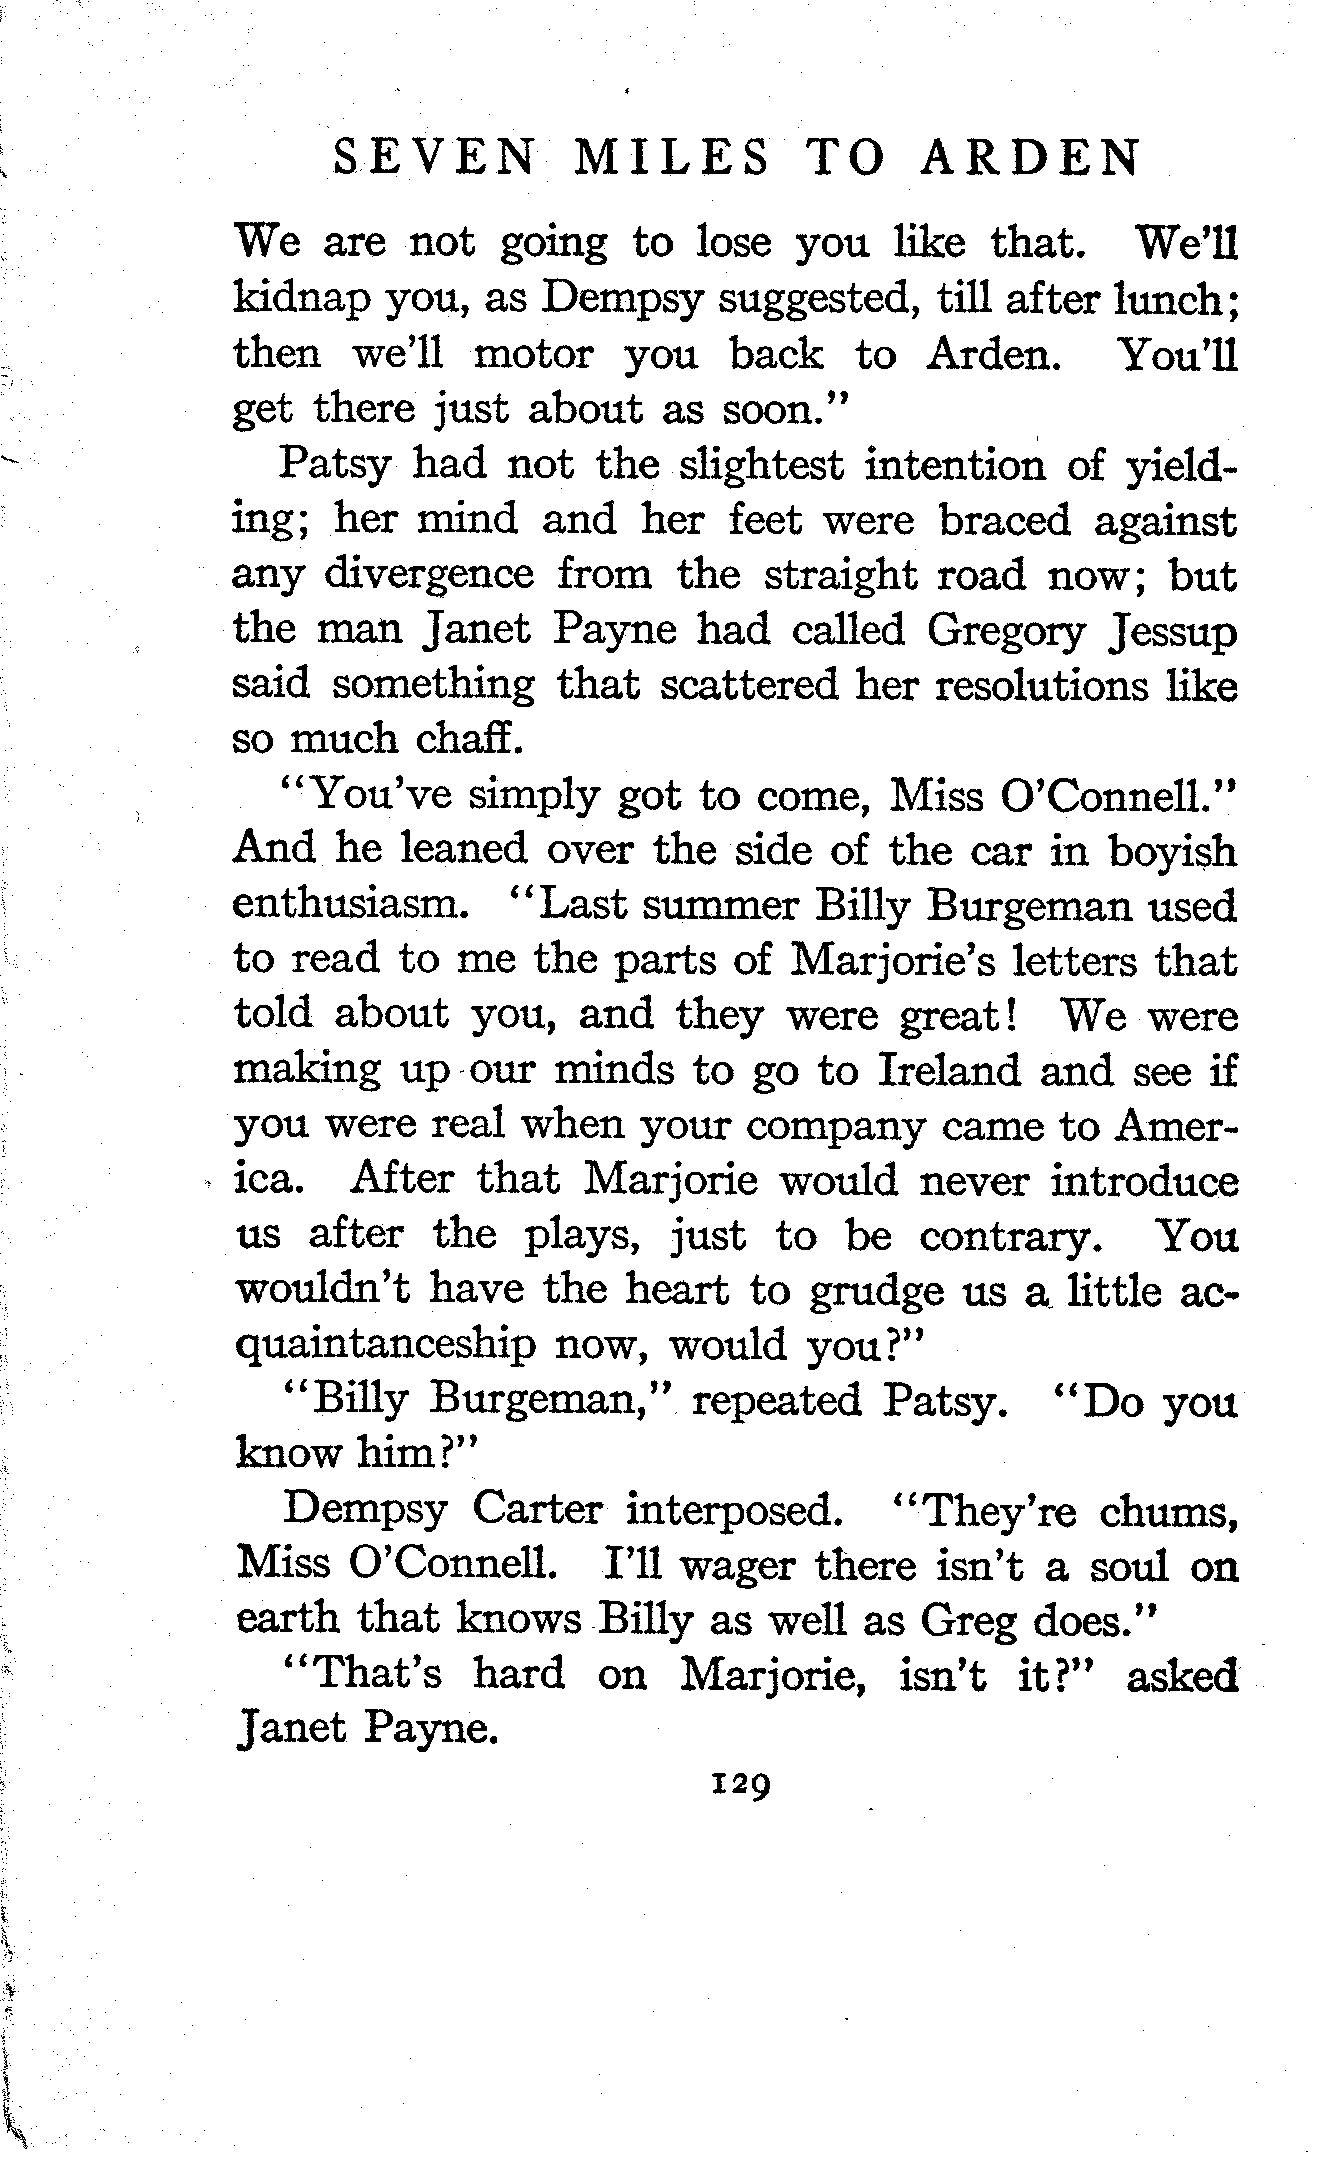 SEVEN MILES TO ARDEN
We are not going to lose you like that. We'll
kidnap you, as Dempsy suggested, till after lunch;
then we'll motor you back to Arden. You'll
get there just about as soon."
Patsy had not the slightest intention of yield-
ing; her mind and her feet were braced against
any divergence from the straight road now; but
the man Janet Payne had called Gregory Jessup
said something that scattered her resolutions like
so much chaff.
"You've simply got to come, Miss O'Connell."
And he leaned over the side of the car in boyish
enthusiasm. "Last summer Billy Burgeman used
to read to me the parts of Marjorie's letters that
told about you, and they were great! We were
making up our minds to go to Ireland and see if
you were real when your company came to Amer-
ica. After that Marjorie would never introduce
us after the plays, just to be contrary. You
wouldn't have the heart to grudge us a little ac-
quaintanceship now, would you?"
"Billy Burgeman," repeated Patsy. "Do you
know him?"
Dempsy Carter interposed. "They're chums,
Miss O'Connell. I'll wager there isn't a soul on
earth that knows Billy as well as Greg does."
"That's hard on Marjorie, isn't it?" asked
Janet Payne.
129